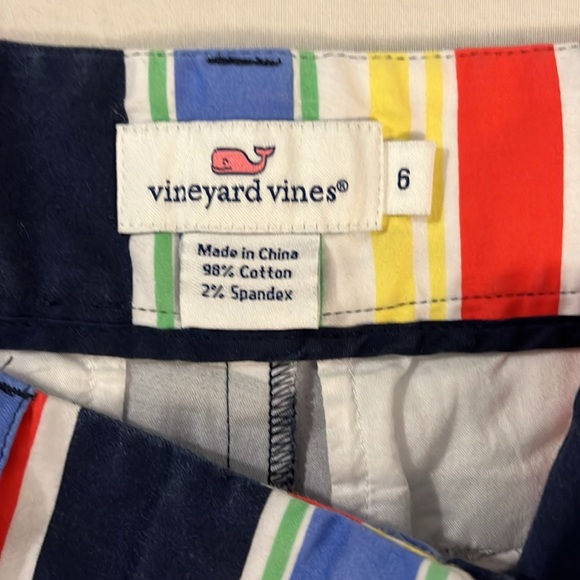 vineyard vines®
6
Made in China
98% Cotton
2% Spandex